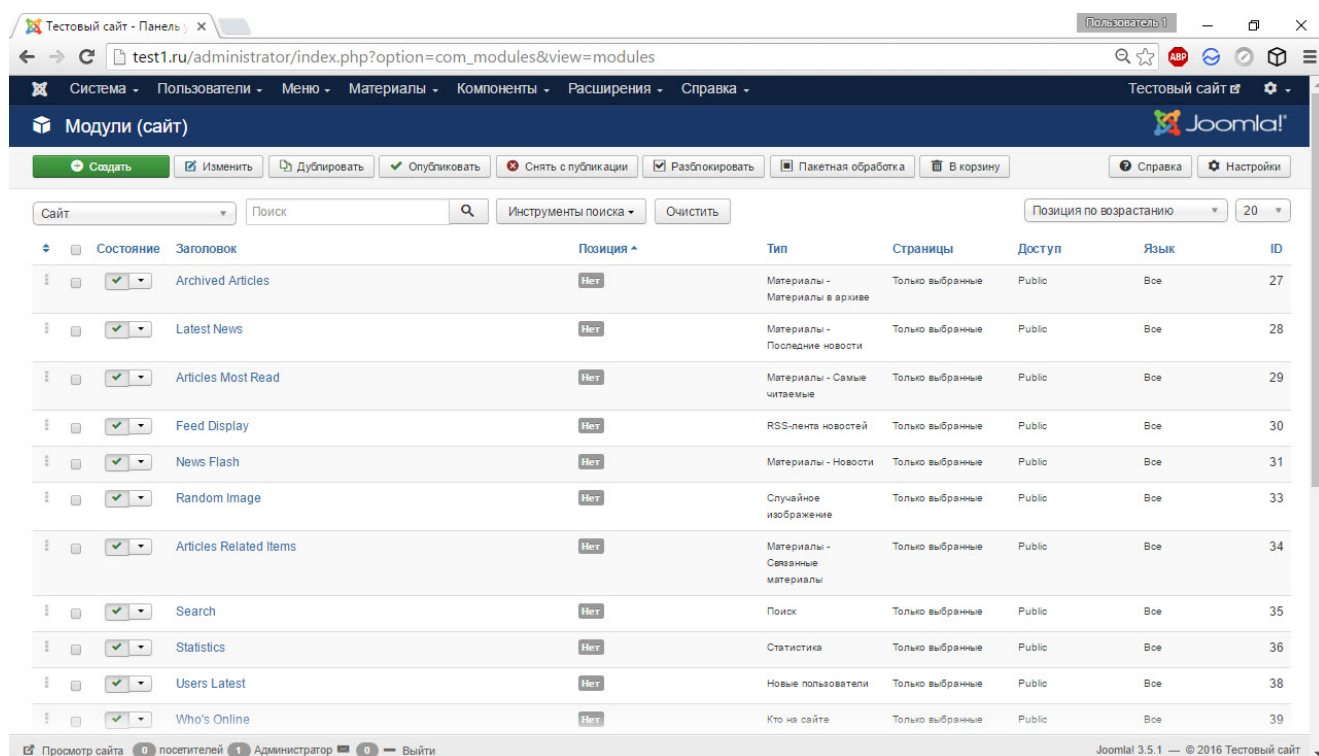 Тестовый сайт - Панель у
Пользователь 1
test1.ru/administrator/index.php?option=com_modules&view=modules
ABP
Система Пользователи Меню Материалы Компоненты Расширения Справка Тестовый сайт
Модули (сайт) Joomla!
Создать Изменить Дублировать Опубликовать Снять с публикации Разблокировать Пакетная обработка В корзину Справка Настройки
Сайт Поиск Инструменты поиска Очистить Позиция по возрастанию 20
Состояние Заголовок Позиция Тип Страницы Доступ Язык ID
Archived Articles Нет Материалы - Только выбранные Public Все 27
Материалы в архиве
Latest News Нет Материалы - Только выбранные Public Все 28
Последние новости
Articles Most Read Нет Материалы - Самые Только выбранные Public Все 29
читаемые
Feed Display Нет RSS-лента новостей Только выбранные Public Все 30
News Flash Нет Материалы - Новости Только выбранные Public Все 31
Random Image Нет Случайное Только выбранные Public Все 33
изображение
Articles Related Items Нет Материалы - Только выбранные Public Все 34
Связанные
материалы
Search Нет Поиск Только выбранные Public Все 35
Statistics Нет Статистика Только выбранные Public Все 36
Users Latest Нет Новые пользователи Только выбранные Public Все 38
Who's Online Нет Кто на сайте Только выбранные Public Все 39
Просмотр сайта 0 посетителей 1 Администратор 0 Выйти Joomla! 3.5.1 — © 2016 Тестовый сайт